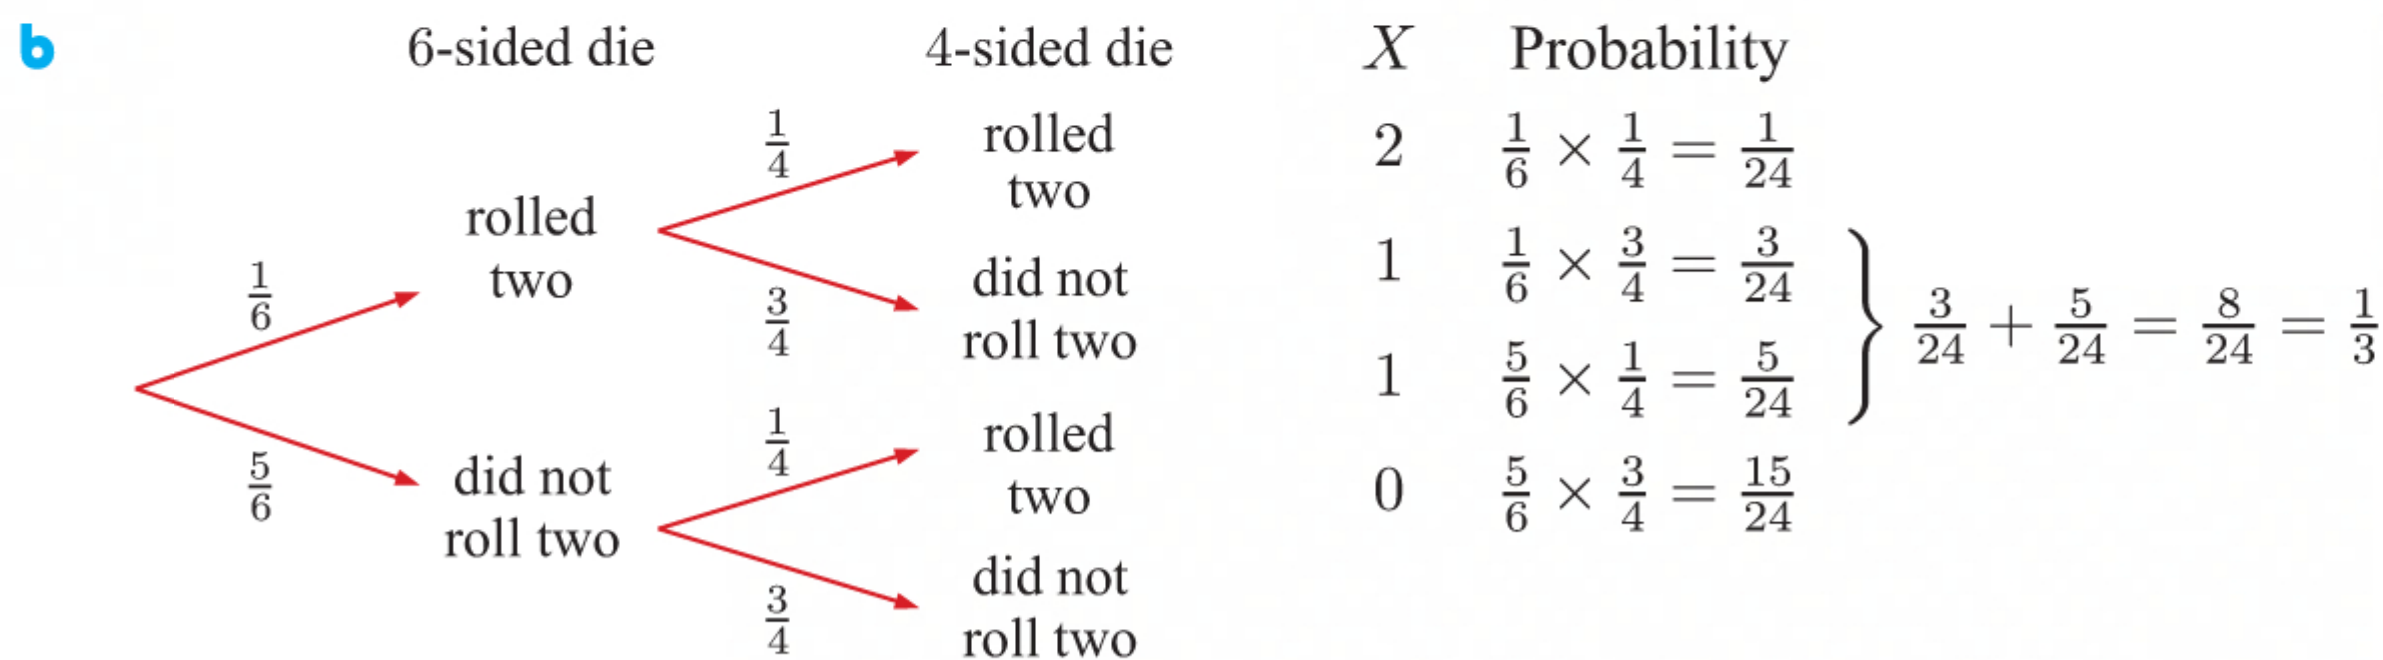 b 6-sided die 4-sided die X Probability
1/4 rolled two 2 1/6 × 1/4 = 1/24
rolled two
1/6
3/4 did not roll two 1 1/6 × 3/4 = 3/24
3/24 + 5/24 = 8/24 = 1/3
1/4 rolled two 1 5/6 × 1/4 = 5/24
5/6 did not roll two
3/4 did not roll two 0 5/6 × 3/4 = 15/24